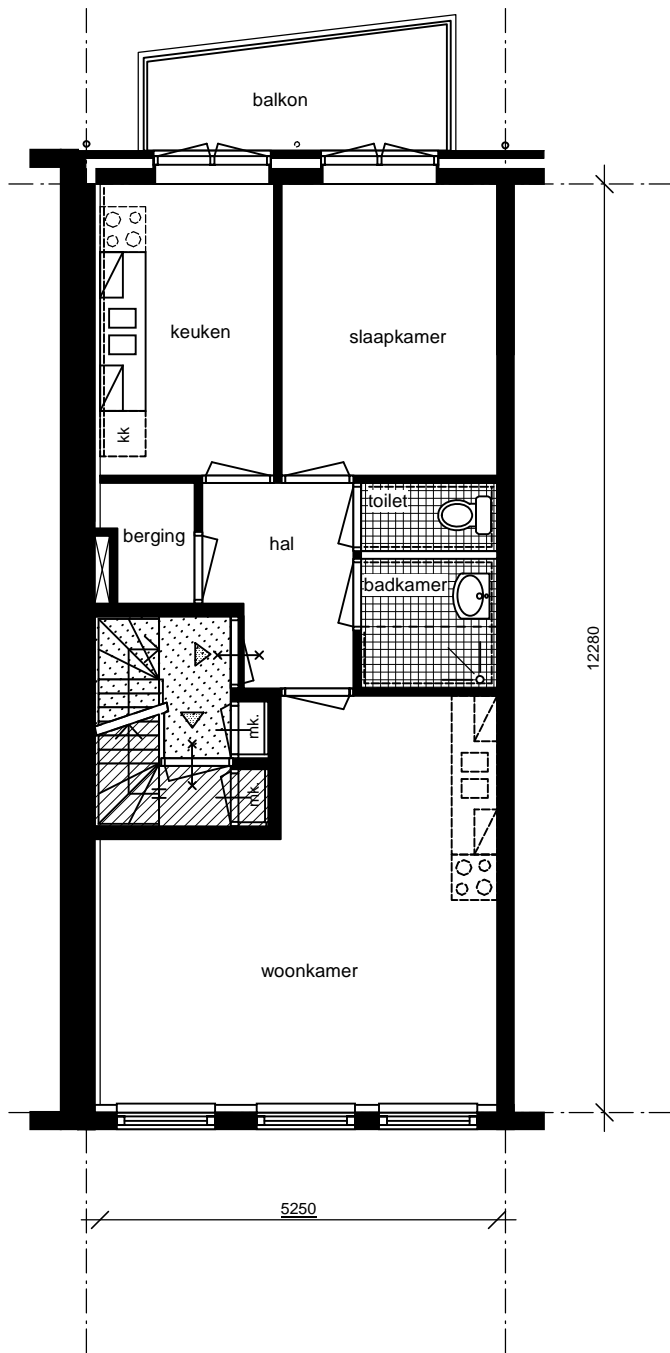 balkon
keuken
slaapkamer
kk
toilet
berging
hal
badkamer
12280
mk.
mk.
woonkamer
5250